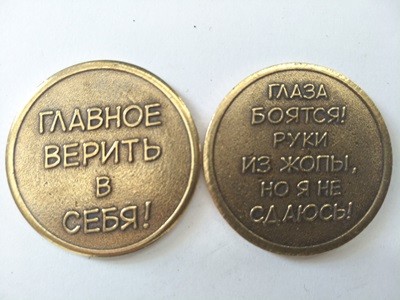 ГЛАВНОЕ
ВЕРИТЬ
В
СЕБЯ!
ГЛАЗА
БОЯТСЯ!
РУКИ
ИЗ ЖОПЫ,
НО Я НЕ
СДАЮСЬ!